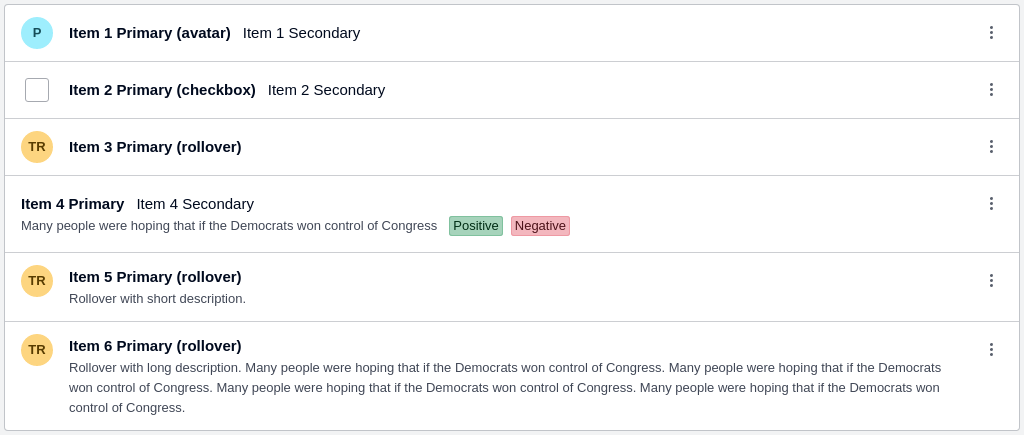 P Item 1 Primary (avatar) Item 1 Secondary
Item 2 Primary (checkbox) Item 2 Secondary
TR Item 3 Primary (rollover)
Item 4 Primary Item 4 Secondary
Many people were hoping that if the Democrats won control of Congress Positive Negative
TR Item 5 Primary (rollover)
Rollover with short description.
TR Item 6 Primary (rollover)
Rollover with long description. Many people were hoping that if the Democrats won control of Congress. Many people were hoping that if the Democrats
won control of Congress. Many people were hoping that if the Democrats won control of Congress. Many people were hoping that if the Democrats won
control of Congress.